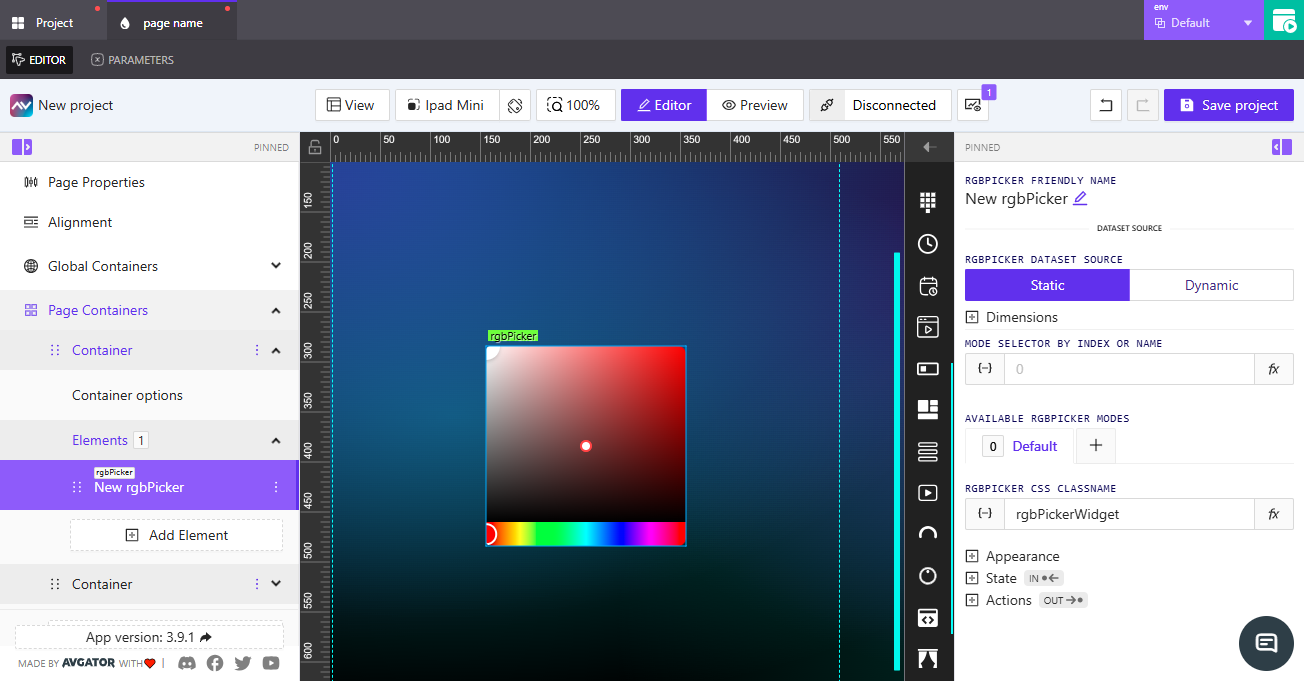 Project
page name
env
Default
EDITOR
PARAMETERS
New project
View
Ipad Mini
100%
Editor
Preview
Disconnected
1
Save project
PINNED
Page Properties
Alignment
Global Containers
Page Containers
Container
Container options
Elements 1
rgbPicker
New rgbPicker
Add Element
Container
App version: 3.9.1
MADE BY AVGATOR WITH
0 50 100 150 200 250 300 350 400 450 500 550
150
200
250
300
350
400
450
500
550
600
rgbPicker
PINNED
RGBPICKER FRIENDLY NAME
New rgbPicker
DATASET SOURCE
RGBPICKER DATASET SOURCE
Static
Dynamic
Dimensions
MODE SELECTOR BY INDEX OR NAME
{-} 0 fx
AVAILABLE RGBPICKER MODES
0 Default +
RGBPICKER CSS CLASSNAME
{-} rgbPickerWidget fx
Appearance
State IN
Actions OUT